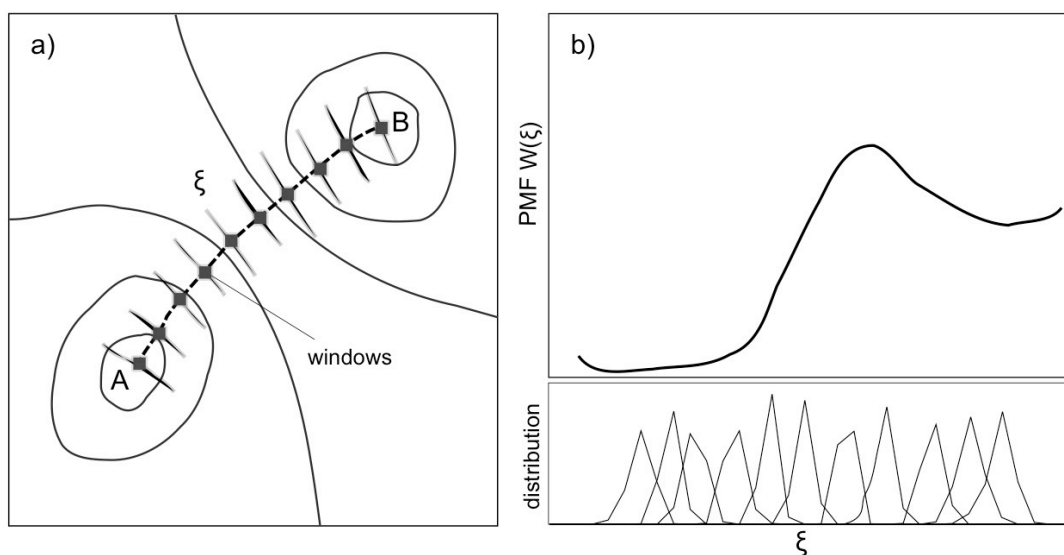 a)
B
ξ
windows
A
b)
PMF W(ξ)
distribution
ξ